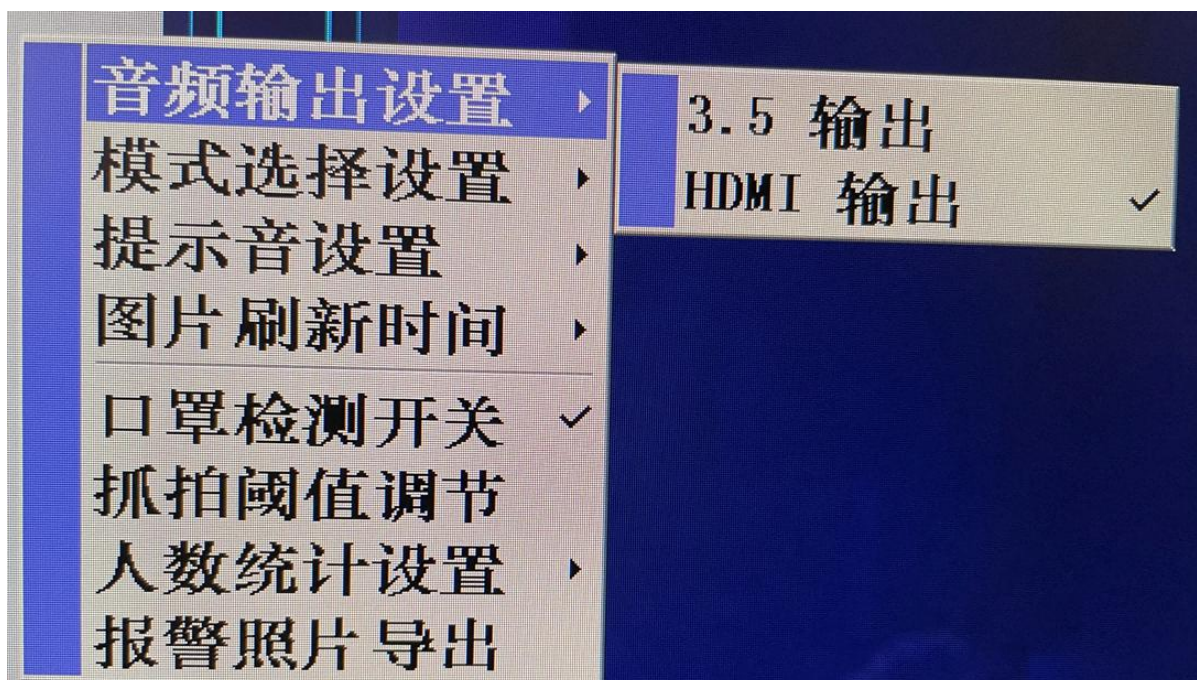 音频输出设置
模式选择设置
提示音设置
图片刷新时间
口罩检测开关
抓拍阈值调节
人数统计设置
报警照片导出
3.5 输出
HDMI 输出